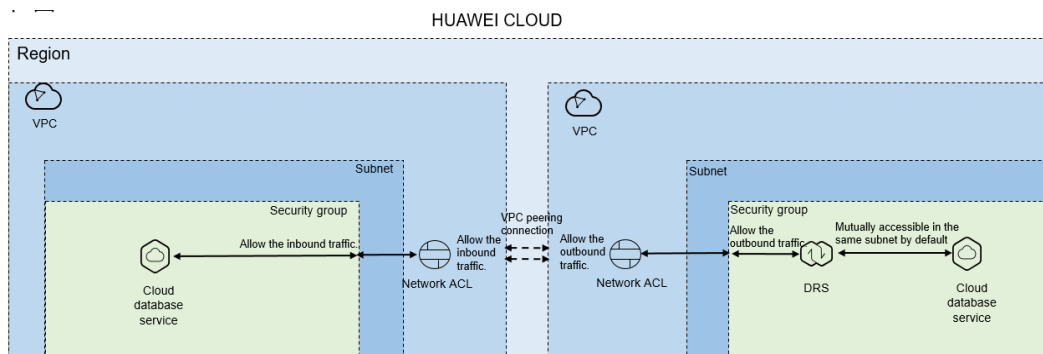 HUAWEI CLOUD
Region
VPC
VPC
Subnet
Subnet
Security group
Security group
VPC peering
connection
Allow the inbound traffic.
Allow the
inbound
traffic.
Allow the
outbound
traffic.
Allow the
outbound traffic.
Mutually accessible in the
same subnet by default
Network ACL
Network ACL
DRS
Cloud
database
service
Cloud
database
service